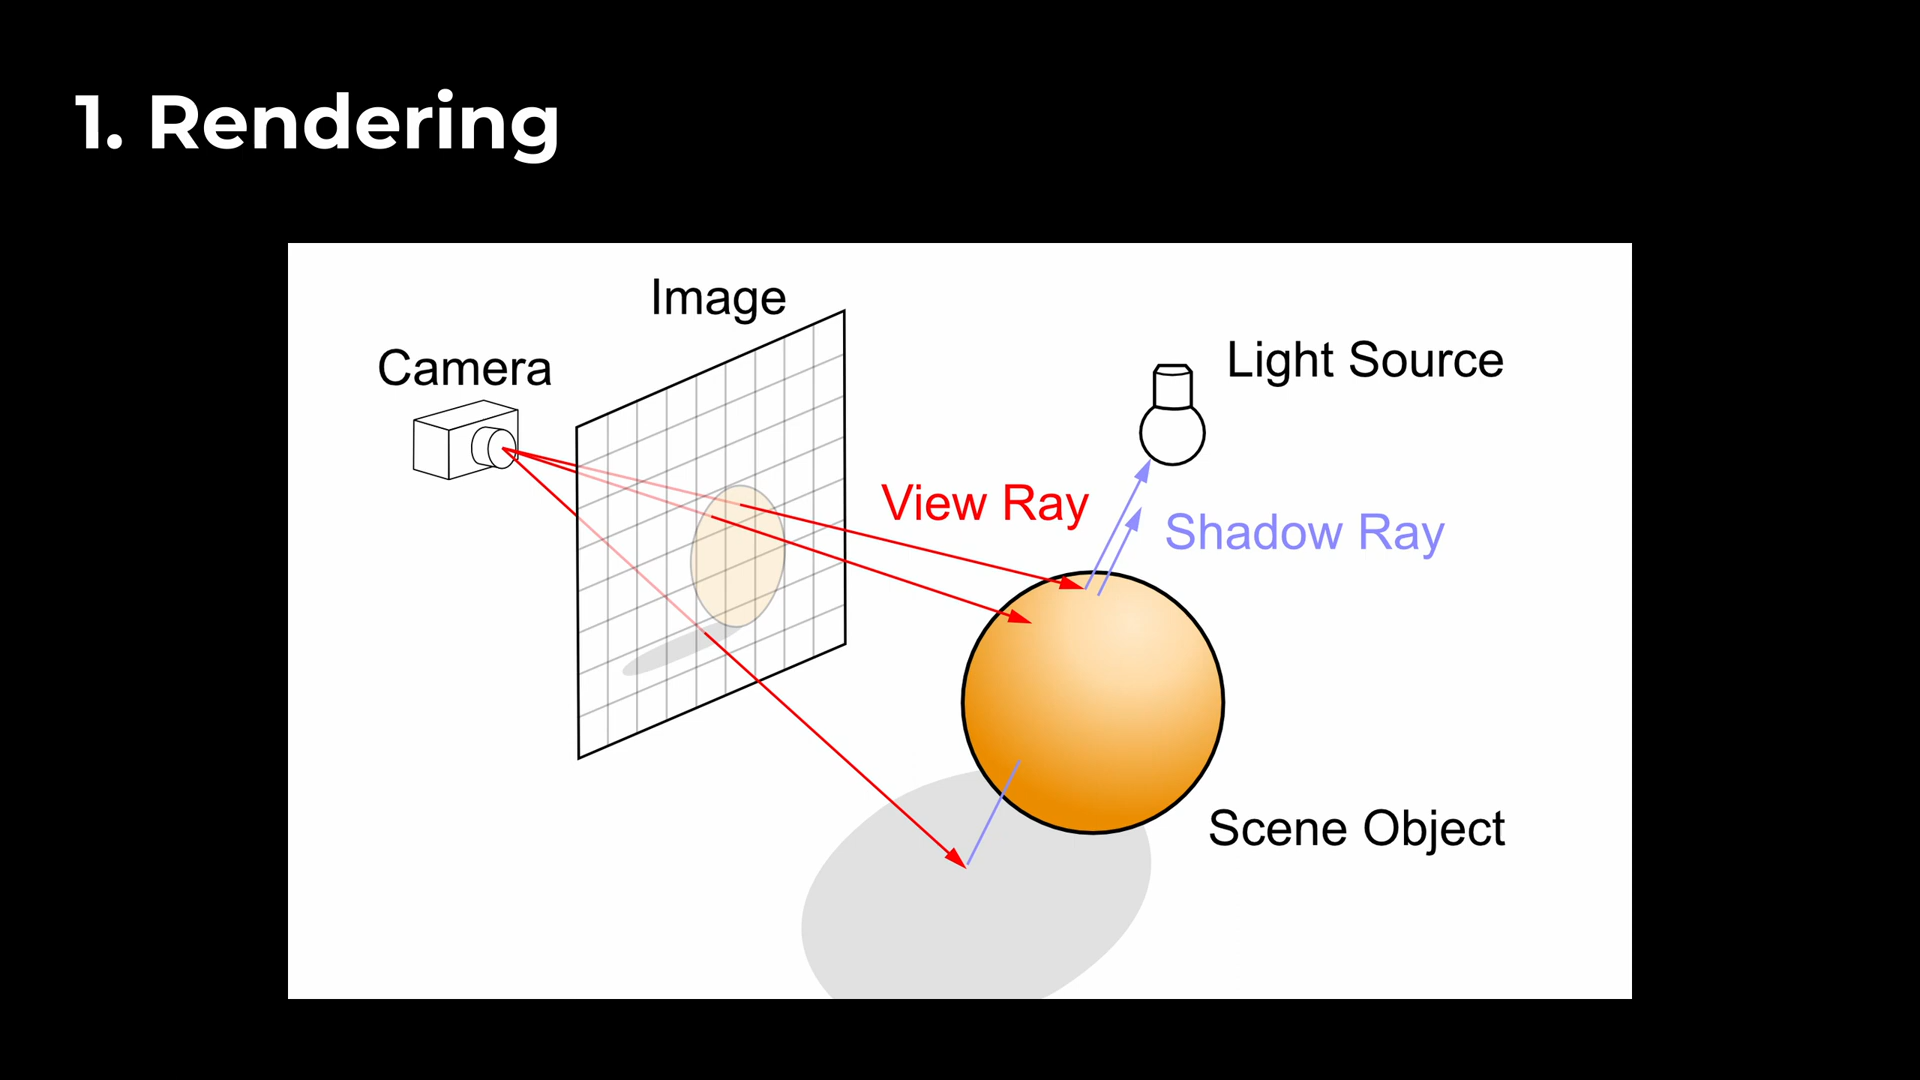 1. Rendering
Image
Camera
Light Source
View Ray
Shadow Ray
Scene Object